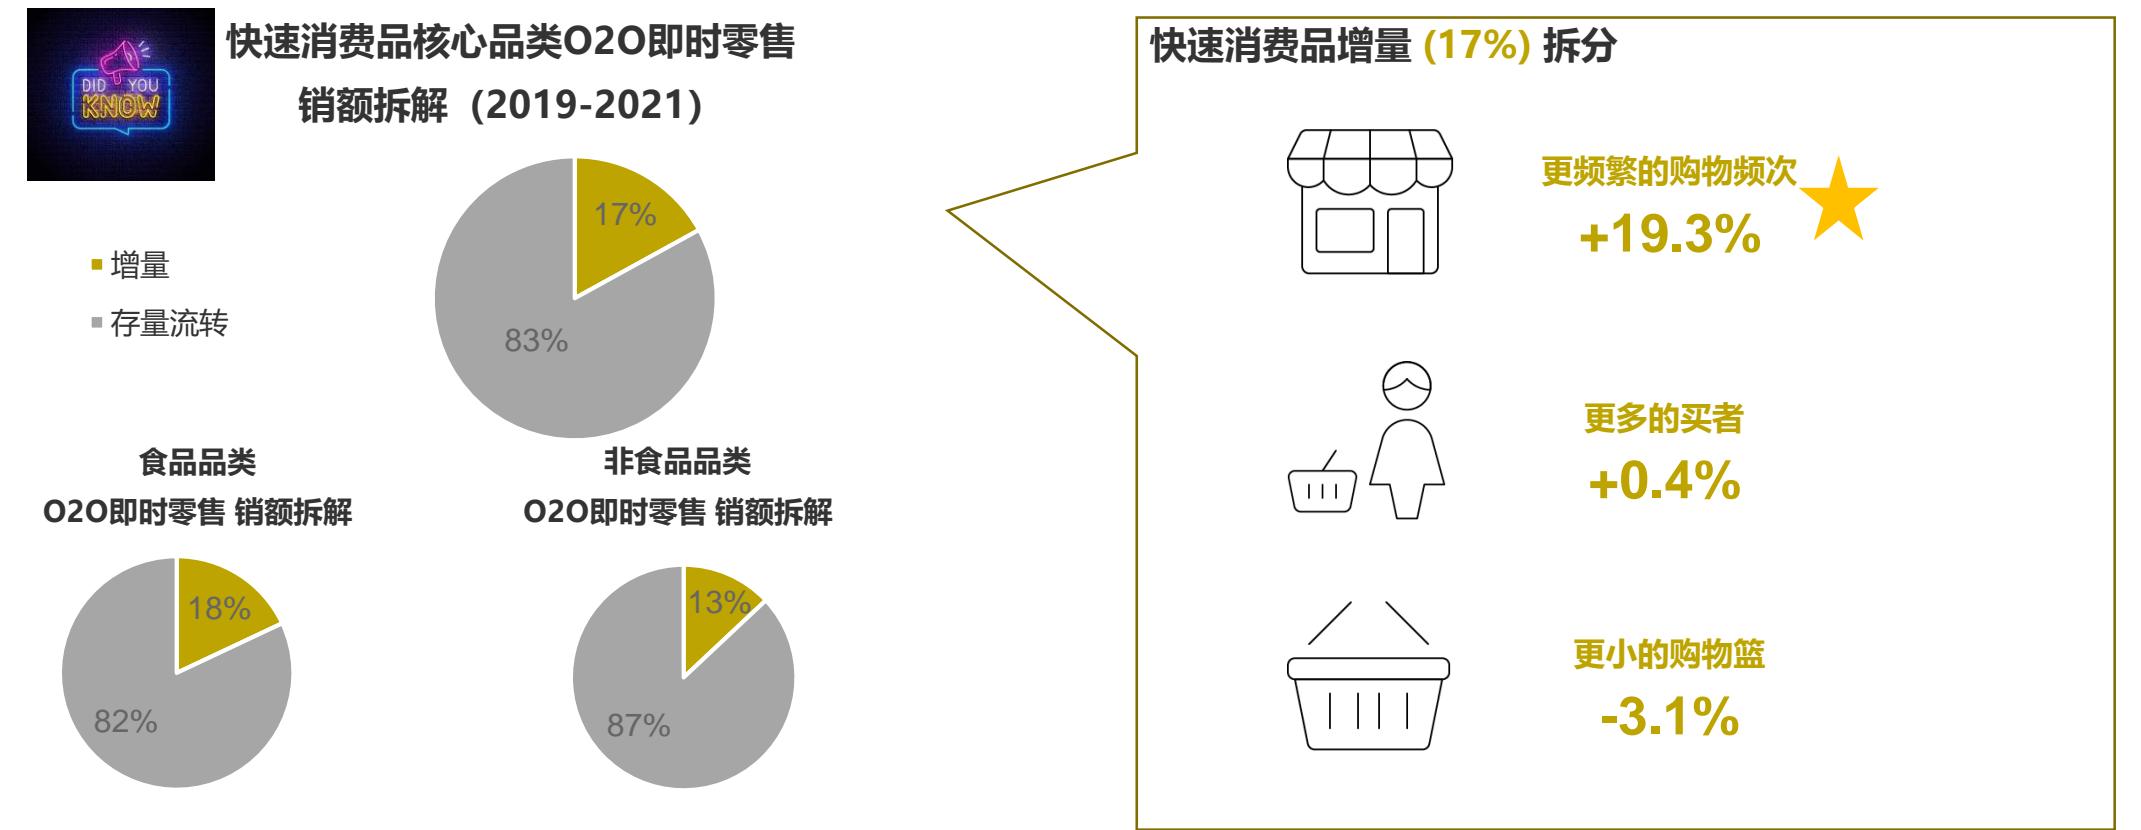 DID YOU
KNOW
快速消费品核心品类O2O即时零售
销额拆解（2019-2021）
17%
83%
增量
存量流转
食品品类
O2O即时零售 销额拆解
18%
82%
非食品品类
O2O即时零售 销额拆解
13%
87%
快速消费品增量 (17%) 拆分
更频繁的购物频次
+19.3%
更多的买者
+0.4%
更小的购物篮
-3.1%